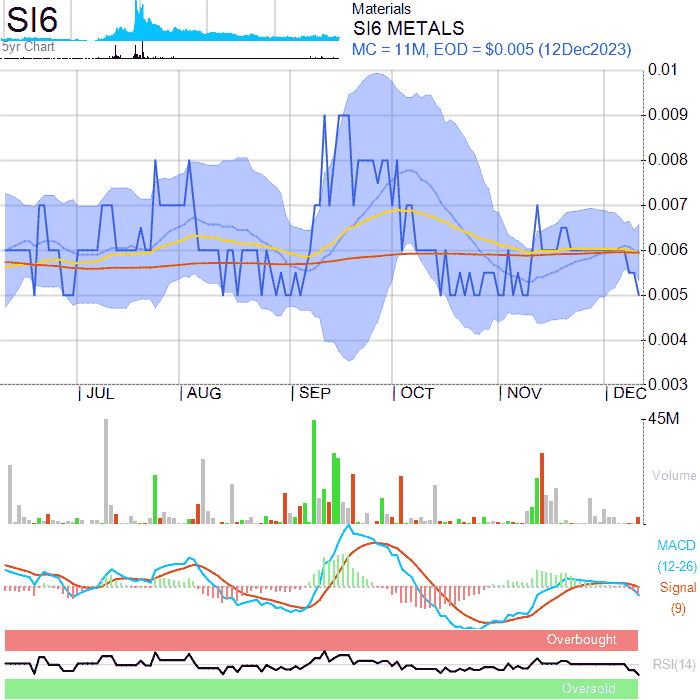 SI6
5yr Chart
Materials
SI6 METALS
MC = 11M, EOD = $0.005 (12Dec2023)
0.01
0.009
0.008
0.007
0.006
0.005
0.004
0.003
JUL AUG SEP OCT NOV DEC
45M
Volume
MACD
(12-26)
Signal
(9)
Overbought
RSI(14)
Oversold